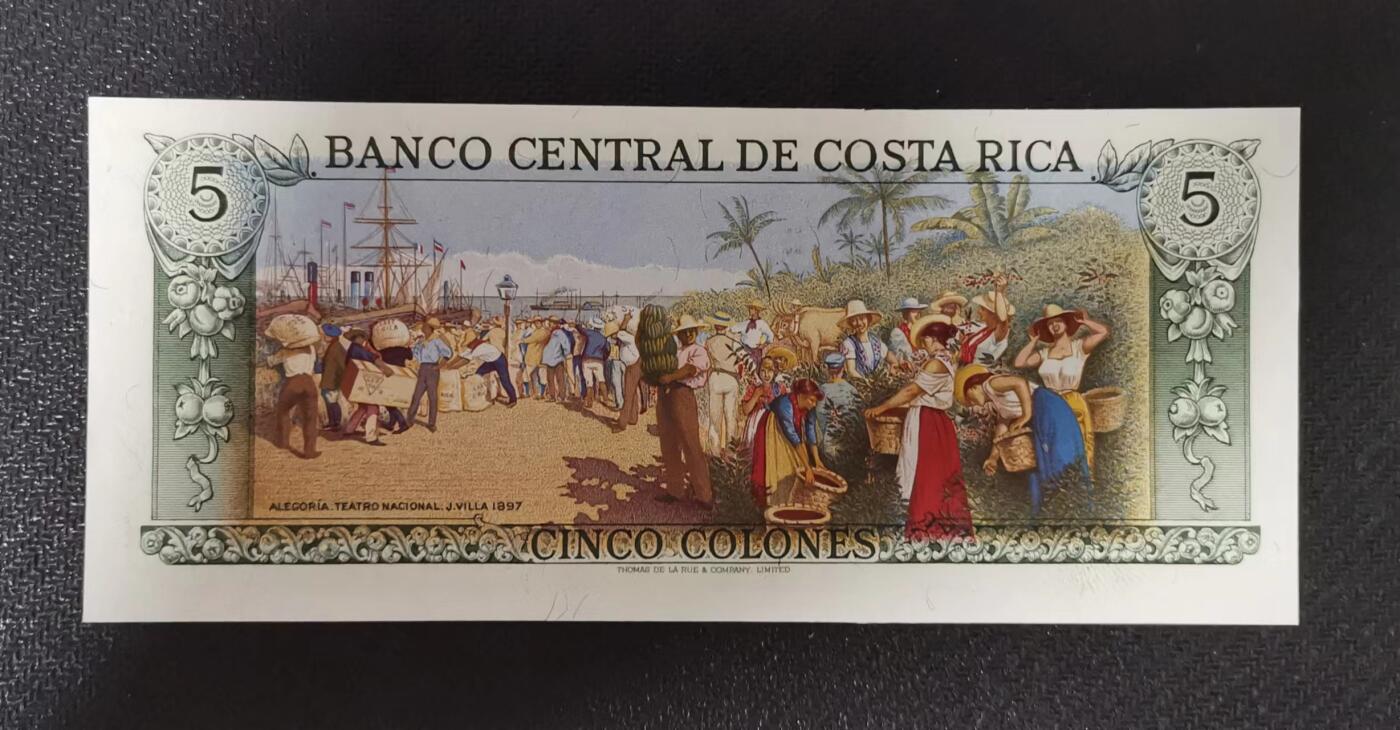 BANCO CENTRAL DE COSTA RICA
5 5
ALEGORÍA. TEATRO NACIONAL. J. VILLA 1897
CINCO COLONES
THOMAS DE LA RUE & COMPANY, LIMITED